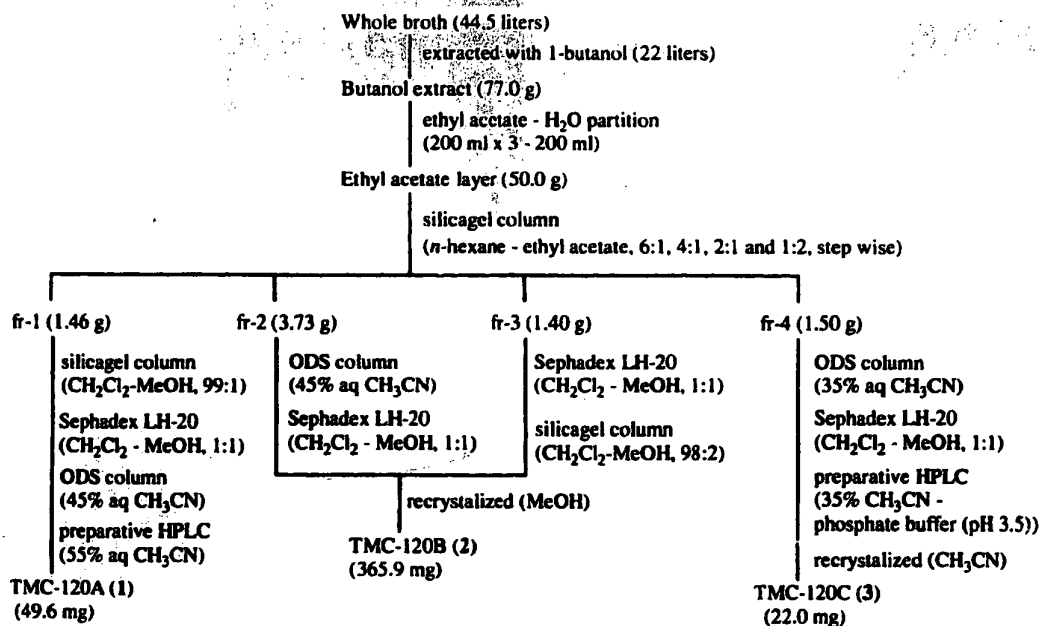 Whole broth (44.5 liters)
extracted with 1-butanol (22 liters)
Butanol extract (77.0 g)
ethyl acetate - H₂O partition
(200 ml x 3 - 200 ml)
Ethyl acetate layer (50.0 g)
silicagel column
(n-hexane - ethyl acetate, 6:1, 4:1, 2:1 and 1:2, step wise)
fr-1 (1.46 g)
silicagel column
(CH₂Cl₂-MeOH, 99:1)
Sephadex LH-20
(CH₂Cl₂ - MeOH, 1:1)
ODS column
(45% aq CH₃CN)
preparative HPLC
(55% aq CH₃CN)
TMC-120A (1)
(49.6 mg)
fr-2 (3.73 g)
ODS column
(45% aq CH₃CN)
Sephadex LH-20
(CH₂Cl₂ - MeOH, 1:1)
fr-3 (1.40 g)
Sephadex LH-20
(CH₂Cl₂ - MeOH, 1:1)
silicagel column
(CH₂Cl₂-MeOH, 98:2)
recrystalized (MeOH)
TMC-120B (2)
(365.9 mg)
fr-4 (1.50 g)
ODS column
(35% aq CH₃CN)
Sephadex LH-20
(CH₂Cl₂ - MeOH, 1:1)
preparative HPLC
(35% CH₃CN -
phosphate buffer (pH 3.5))
recrystalized (CH₃CN)
TMC-120C (3)
(22.0 mg)